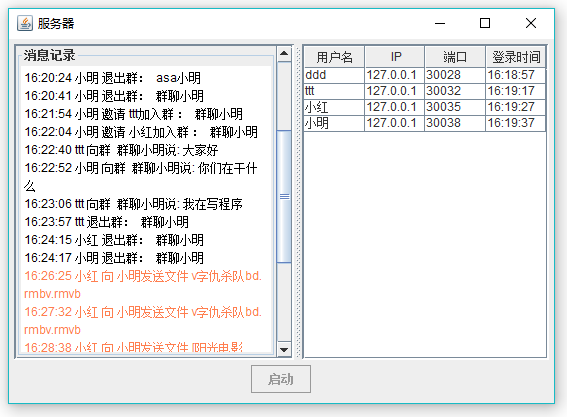 服务器
消息记录
16:20:24 小明 退出群： asa小明
16:20:41 小明 退出群： 群聊小明
16:21:54 小明 邀请 ttt加入群： 群聊小明
16:22:04 小明 邀请 小红加入群： 群聊小明
16:22:40 ttt 向群 群聊小明说: 大家好
16:22:52 小明 向群 群聊小明说: 你们在干什
么
16:23:06 ttt 向群 群聊小明说: 我在写程序
16:23:57 ttt 退出群： 群聊小明
16:24:15 小红 退出群： 群聊小明
16:24:17 小明 退出群： 群聊小明
16:26:25 小红 向 小明发送文件 v字仇杀队bd.
rmbv.rmvb
16:27:32 小红 向 小明发送文件 v字仇杀队bd.
rmbv.rmvb
16:28:38 小红 向 小明发送文件 阳光电影
用户名 IP 端口 登录时间
ddd 127.0.0.1 30028 16:18:57
ttt 127.0.0.1 30032 16:19:17
小红 127.0.0.1 30035 16:19:27
小明 127.0.0.1 30038 16:19:37
启动